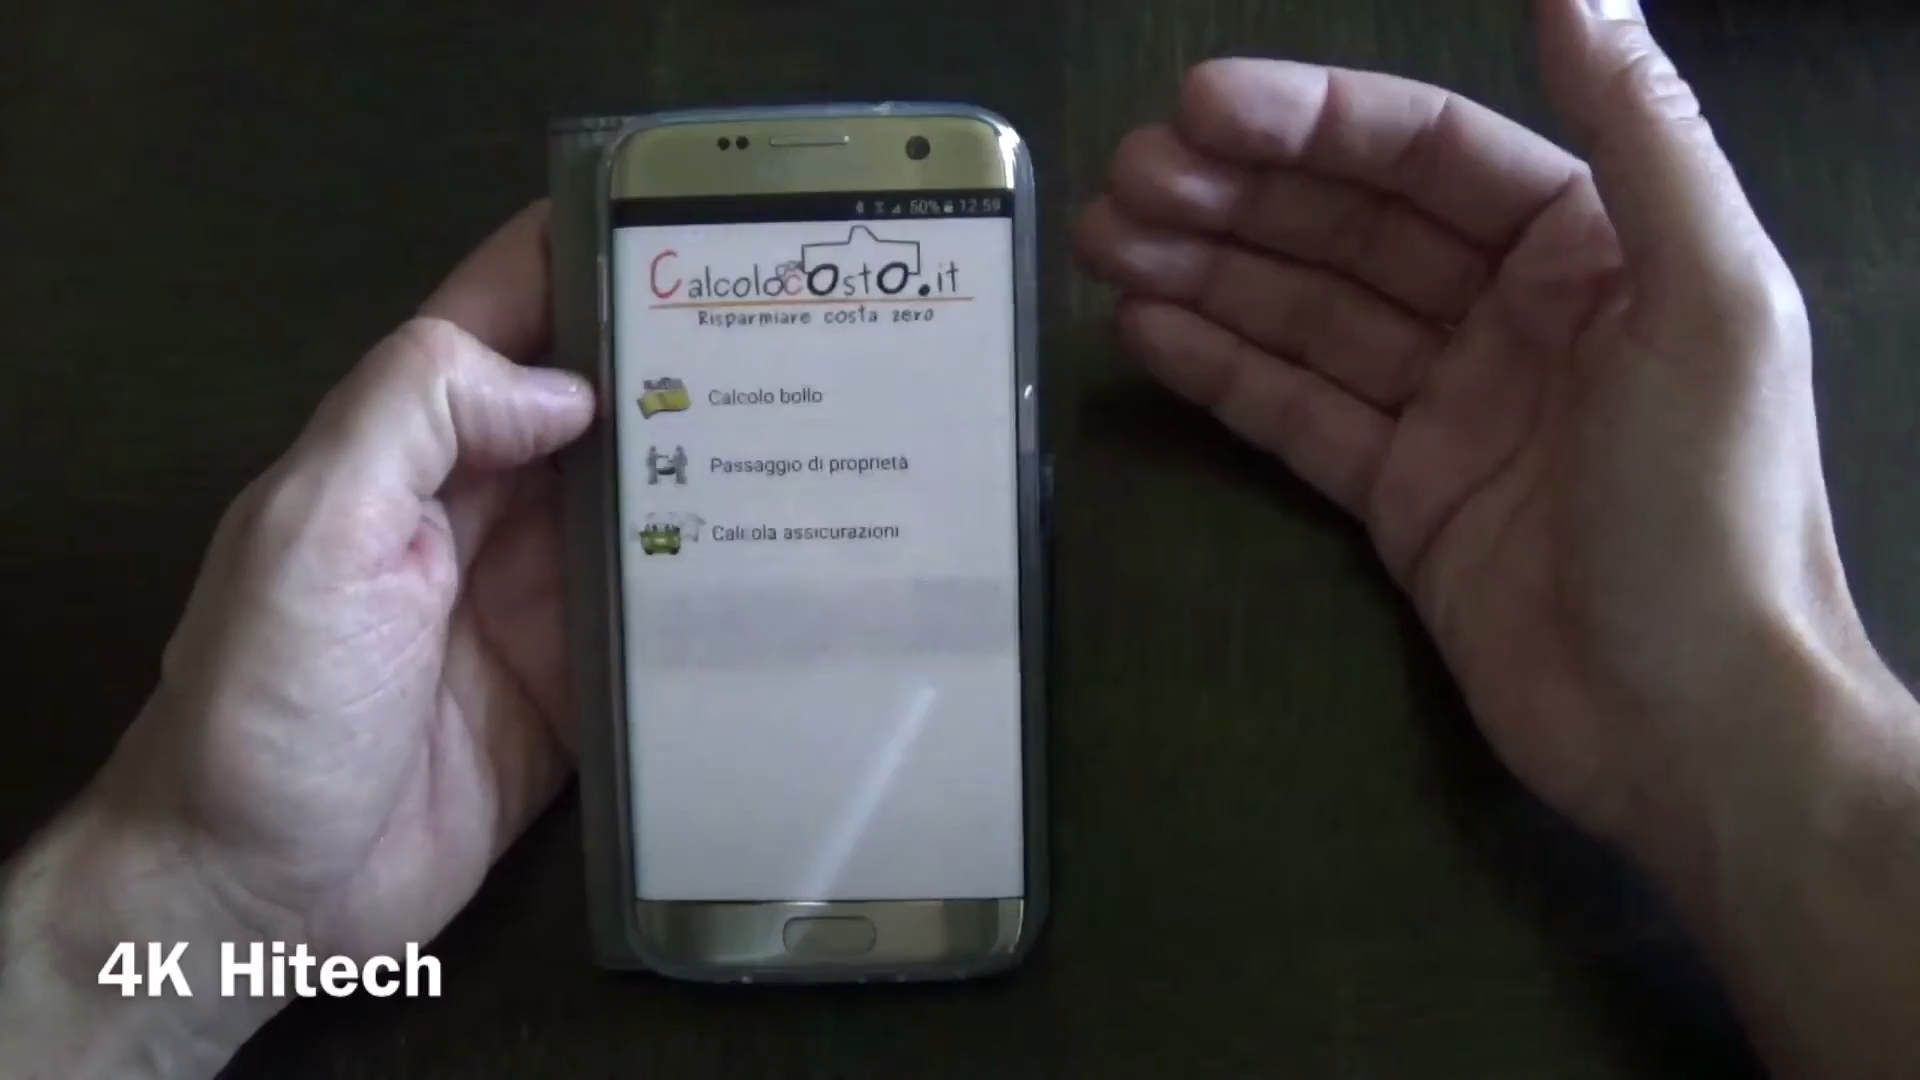 50% 12:59
Calcolocosto.it
Risparmiare costa zero
Calcolo bollo
Passaggio di proprietà
Calcola assicurazioni
4K Hitech